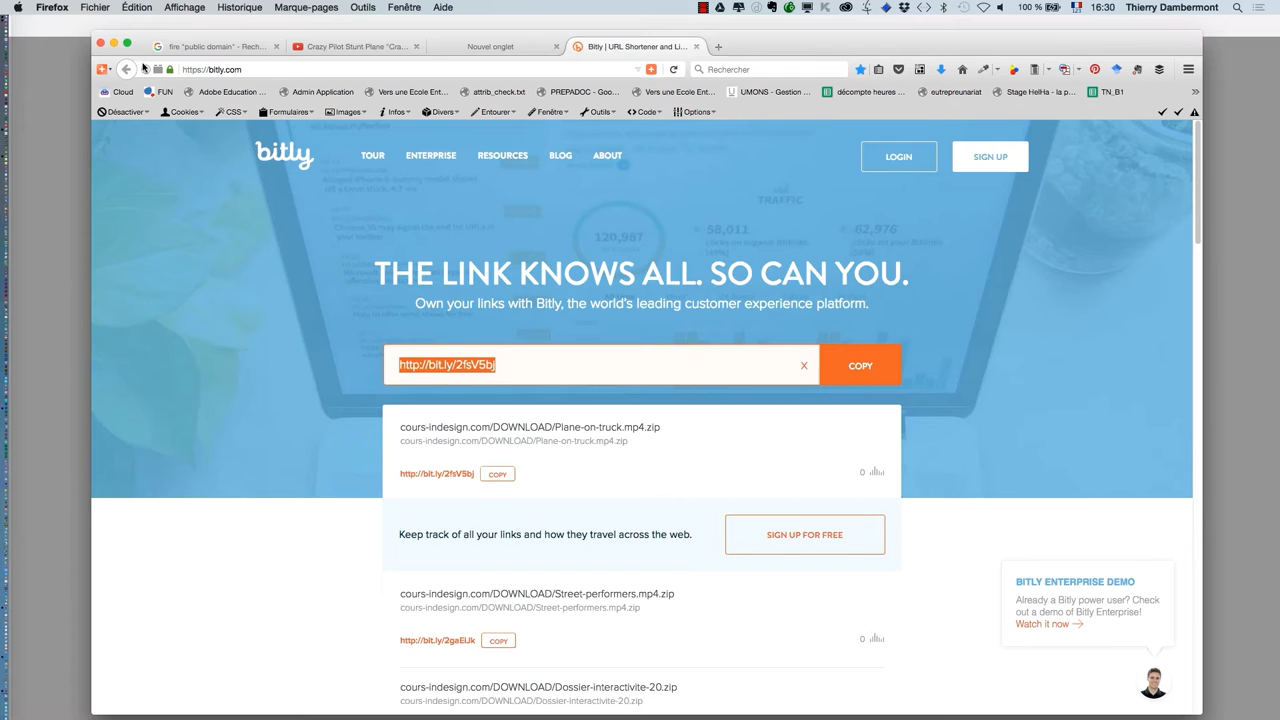 Firefox Fichier Édition Affichage Historique Marque-pages Outils Fenêtre Aide 100 % 16:30 Thierry Dambermont
fire "public domain" - Rech... Crazy Pilot Stunt Plane "Cra... Nouvel onglet Bitly | URL Shortener and Li...
https://bitly.com Rechercher
Cloud FUN Adobe Education ... Admin Application Vers une Ecole Ent... attrib_check.txt PREPADOC - Goo... Vers une Ecole Ent... UMONS - ... décompte heures ... outrepreunariat Stage HelHa - la p... TN_B1
Désactiver Cookies CSS Formulaires Images Infos Divers Entourer Fenêtre Outils Code Options
bitly TOUR ENTERPRISE RESOURCES BLOG ABOUT LOGIN SIGN UP
TRAFFIC
120,987 58,011 62,976
THE LINK KNOWS ALL. SO CAN YOU.
Own your links with Bitly, the world's leading customer experience platform.
http://bit.ly/2fsV5bj X COPY
cours-indesign.com/DOWNLOAD/Plane-on-truck.mp4.zip
cours-indesign.com/DOWNLOAD/Plane-on-truck.mp4.zip
http://bit.ly/2fsV5bj COPY 0
Keep track of all your links and how they travel across the web. SIGN UP FOR FREE
cours-indesign.com/DOWNLOAD/Street-performers.mp4.zip
cours-indesign.com/DOWNLOAD/Street-performers.mp4.zip
http://bit.ly/2gaEiJk COPY 0
cours-indesign.com/DOWNLOAD/Dossier-interactivite-20.zip
cours-indesign.com/DOWNLOAD/Dossier-interactivite-20.zip
BITLY ENTERPRISE DEMO
Already a Bitly power user? Check
out a demo of Bitly Enterprise!
Watch it now